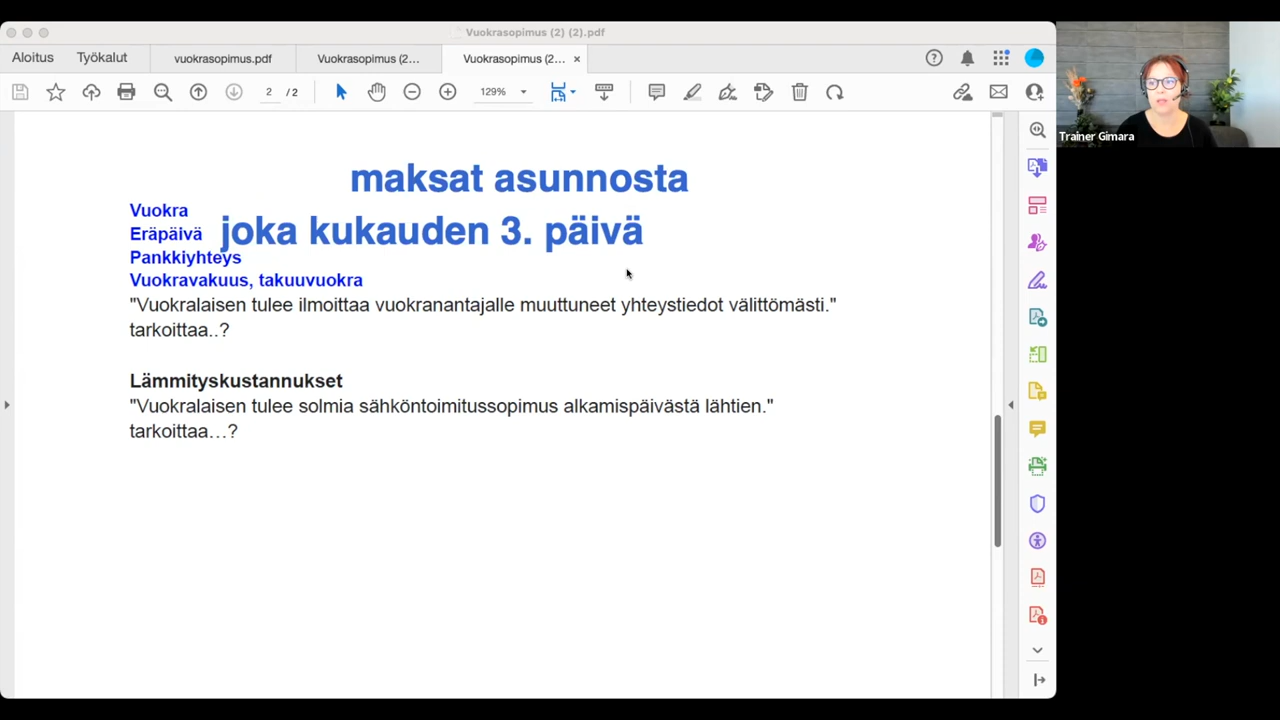 Vuokrasopimus (2) (2).pdf
Aloitus
Työkalut
vuokrasopimus.pdf
Vuokrasopimus (2...
Vuokrasopimus (2...
2 / 2
129%
Trainer Gimara
maksat asunnosta
Vuokra
joka kukauden 3. päivä
Eräpäivä
Pankkiyhteys
Vuokravakuus, takuuvuokra
"Vuokralaisen tulee ilmoittaa vuokranantajalle muuttuneet yhteystiedot välittömästi."
tarkoittaa..?
Lämmityskustannukset
"Vuokralaisen tulee solmia sähköntoimitussopimus alkamispäivästä lähtien."
tarkoittaa…?